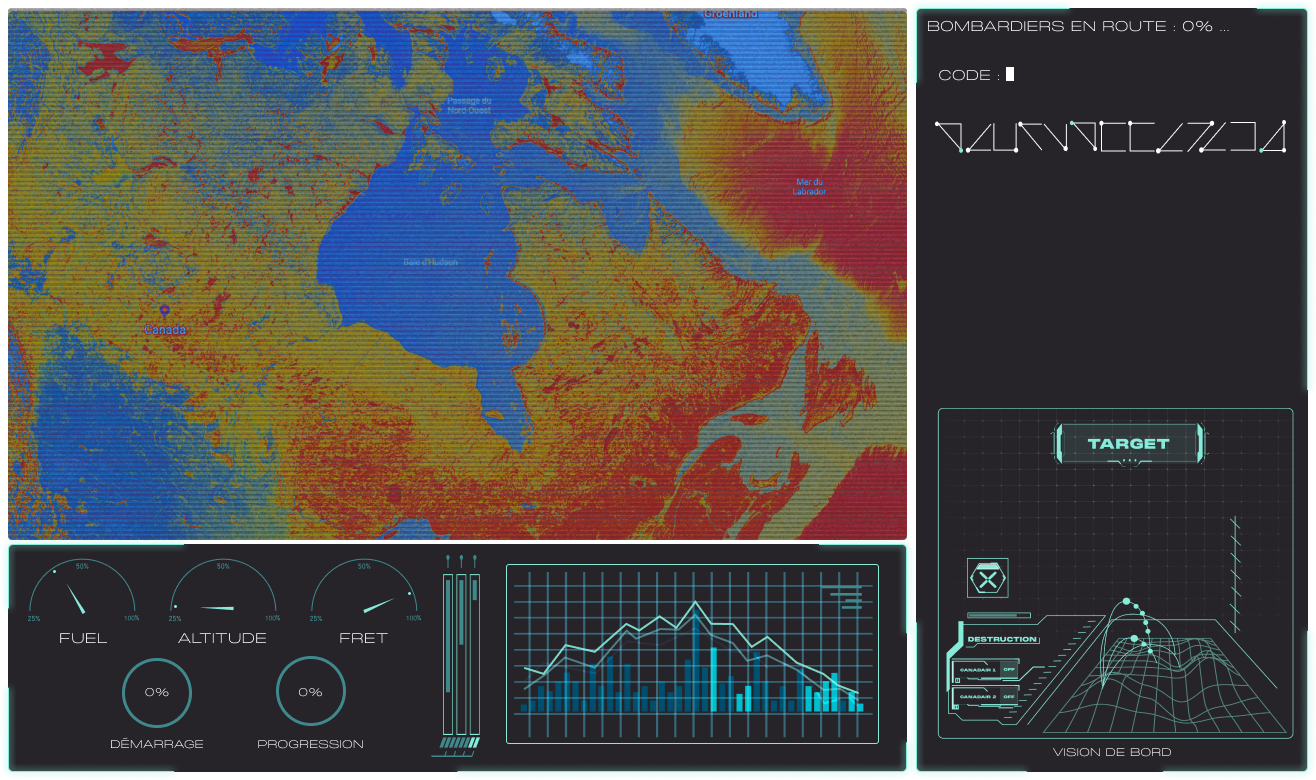 Groenland
Passage du
Nord-Ouest
Mer du
Labrador
Baie d'Hudson
Canada
BOMBARDIERS EN ROUTE : 0% ...
CODE :
TARGET
DESTRUCTION
CANADAIR 1 OFF
CANADAIR 2 OFF
VISION DE BORD
50% 50% 50%
25% 100% 25% 100% 25% 100%
FUEL ALTITUDE FRET
0% 0%
DÉMARRAGE PROGRESSION